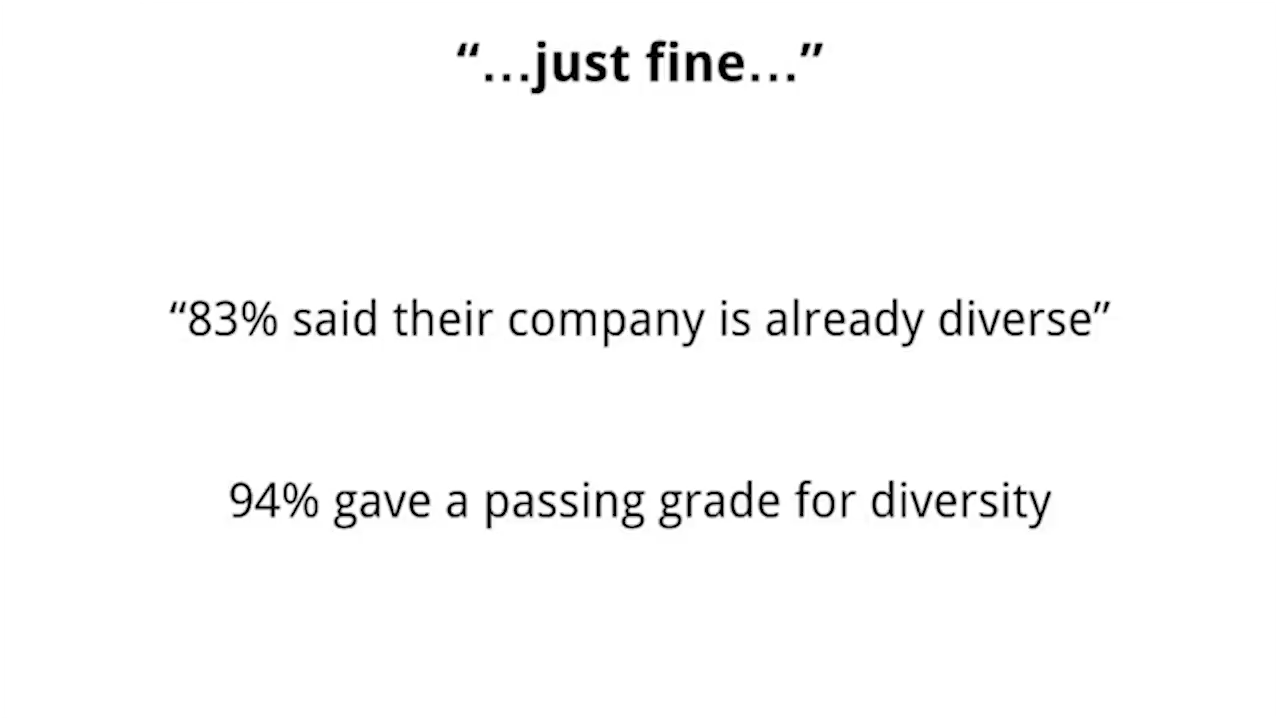 “…just fine…”
“83% said their company is already diverse”
94% gave a passing grade for diversity